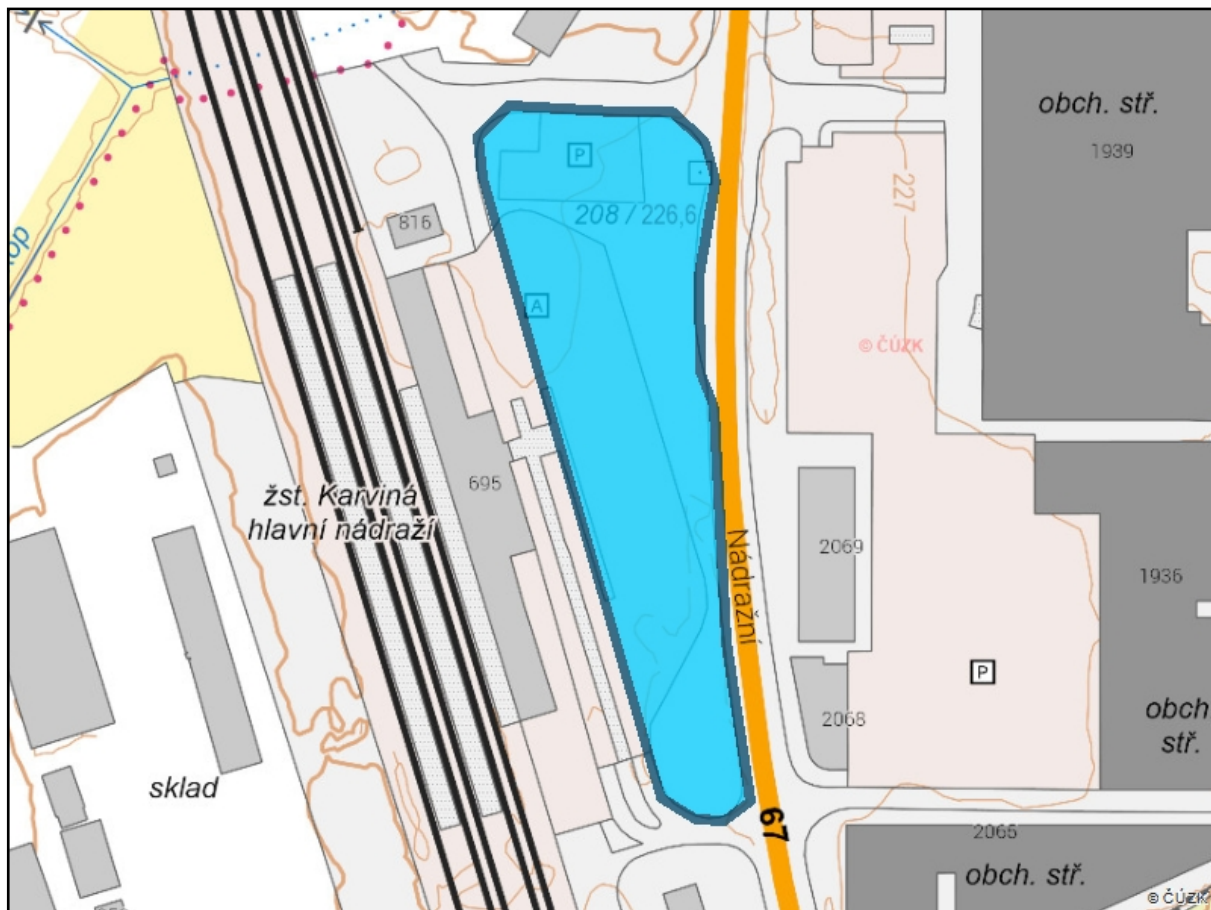 obch. stř.
1939
P
208 / 226,6
227
816
A
© ČÚZK
695
žst. Karviná
hlavní nádraží
Nádražní
2069
1936
P
2068
obch.
stř.
sklad
67
2065
obch. stř.
© ČÚZK